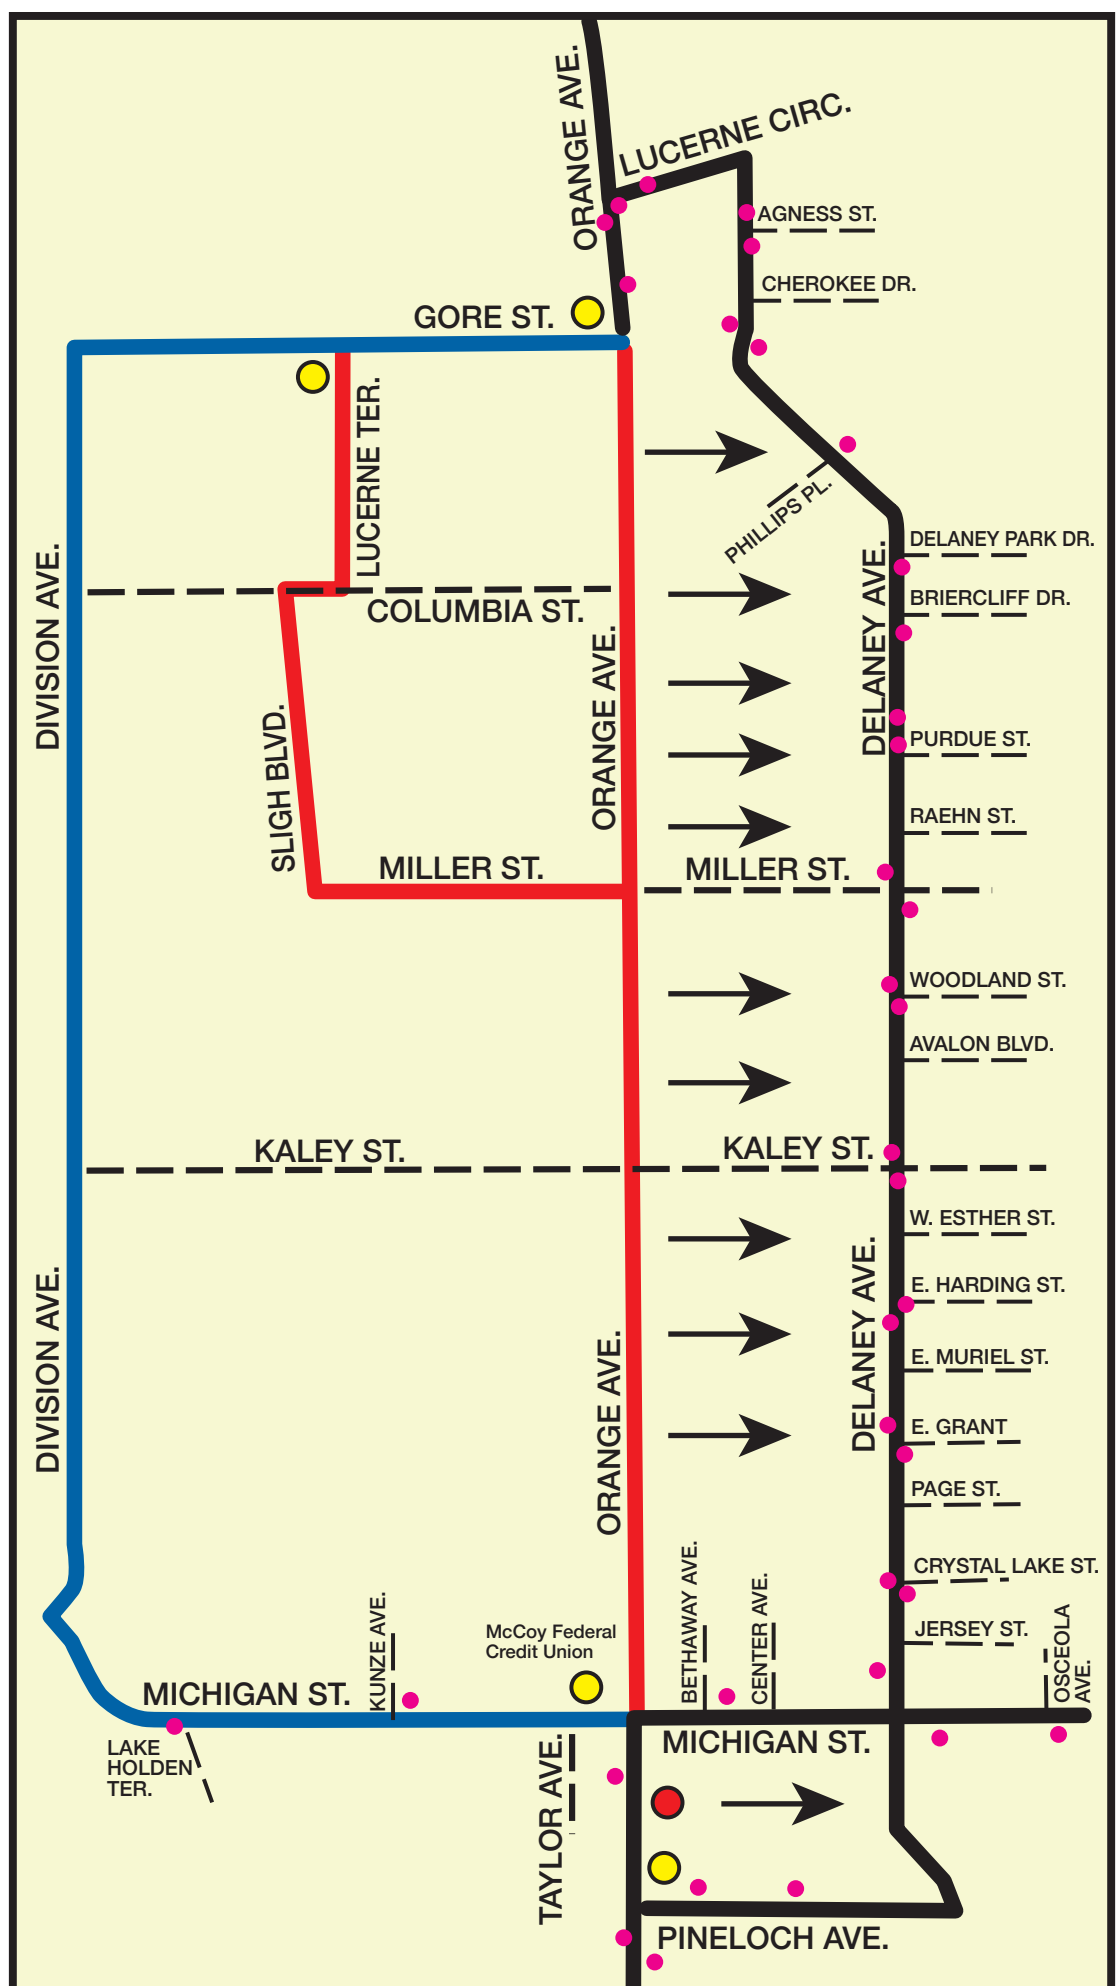 ORANGE AVE.
LUCERNE CIRC.
AGNESS ST.
CHEROKEE DR.
GORE ST.
LUCERNE TER.
PHILLIPS PL.
DELANEY PARK DR.
DIVISION AVE.
COLUMBIA ST.
ORANGE AVE.
DELANEY AVE.
BRIERCLIFF DR.
SLIGH BLVD.
PURDUE ST.
RAEHN ST.
MILLER ST.
MILLER ST.
WOODLAND ST.
AVALON BLVD.
KALEY ST.
KALEY ST.
W. ESTHER ST.
DIVISION AVE.
ORANGE AVE.
DELANEY AVE.
E. HARDING ST.
E. MURIEL ST.
E. GRANT
PAGE ST.
CRYSTAL LAKE ST.
JERSEY ST.
OSCEOLA
AVE.
KUNZE AVE.
McCoy Federal
Credit Union
BETHAWAY AVE.
CENTER AVE.
MICHIGAN ST.
MICHIGAN ST.
LAKE
HOLDEN
TER.
TAYLOR AVE.
PINELOCH AVE.